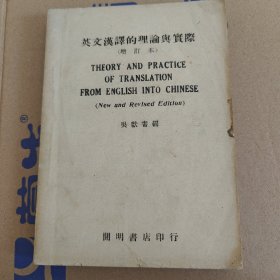 英文漢譯的理論與實際
(增訂本)
THEORY AND PRACTICE
OF TRANSLATION
FROM ENGLISH INTO CHINESE
(New and Revised Edition)
吳獻書編
開明書店印行